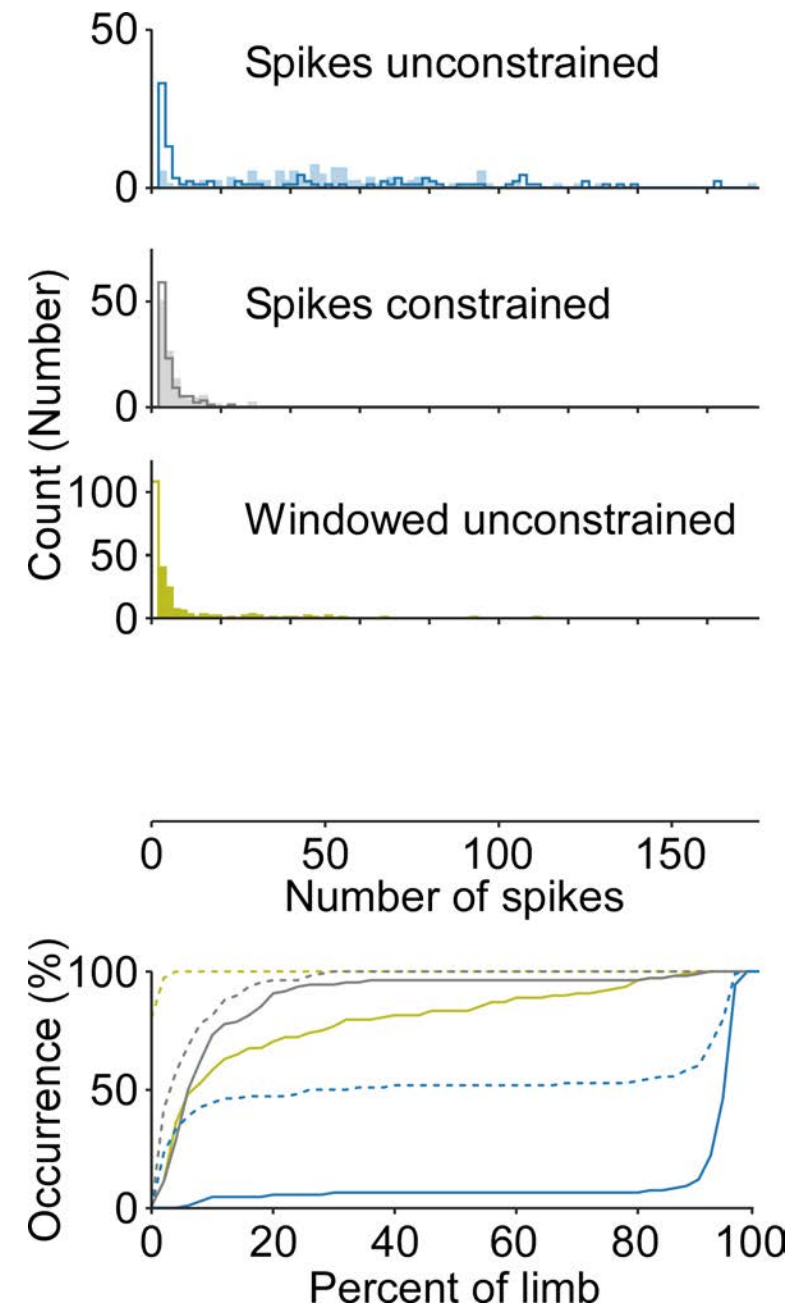 50
Spikes unconstrained
0
Count (Number)
50
Spikes constrained
0
100
Windowed unconstrained
50
0
0 50 100 150
Number of spikes
Occurrence (%)
100
50
0
0 20 40 60 80 100
Percent of limb